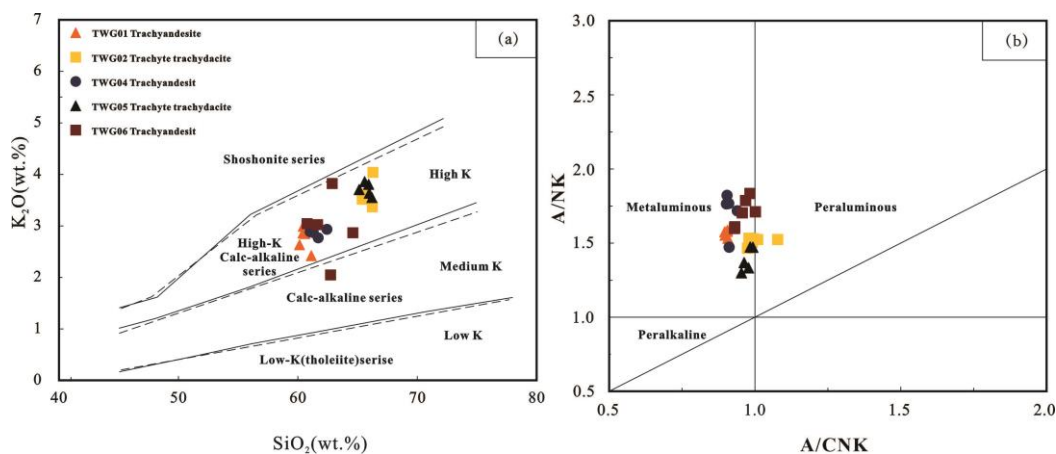 7
6
5
4
3
2
1
0
K₂O(wt.%)
(a)
TWG01 Trachyandesite
TWG02 Trachyte trachydacite
TWG04 Trachyandesit
TWG05 Trachyte trachydacite
TWG06 Trachyandesit
Shoshonite series
High K
High-K
Calc-alkaline
series
Medium K
Calc-alkaline series
Low K
Low-K(tholeiite)serise
40
50
60
70
80
SiO₂(wt.%)
3.0
2.5
2.0
1.5
1.0
0.5
A/NK
(b)
Metaluminous
Peraluminous
Peralkaline
0.5
1.0
1.5
2.0
A/CNK